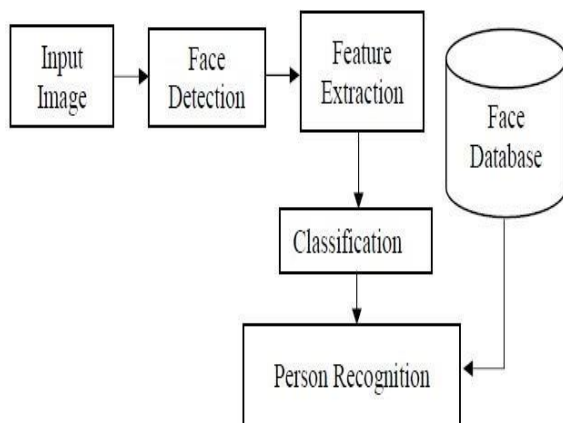 Input
Image
Face
Detection
Feature
Extraction
Face
Database
Classification
Person Recognition